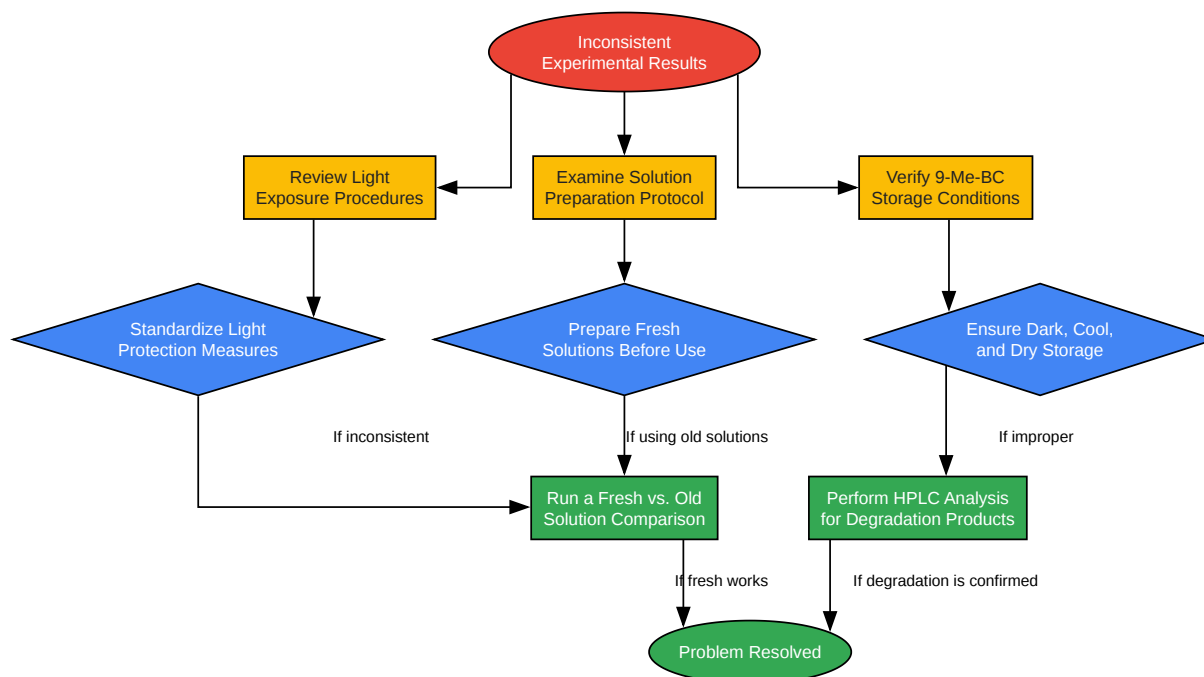 Inconsistent
Experimental Results
Review Light
Exposure Procedures
Examine Solution
Preparation Protocol
Verify 9-Me-BC
Storage Conditions
Standardize Light
Protection Measures
Prepare Fresh
Solutions Before Use
Ensure Dark, Cool,
and Dry Storage
If inconsistent
If using old solutions
If improper
Run a Fresh vs. Old
Solution Comparison
Perform HPLC Analysis
for Degradation Products
If fresh works
If degradation is confirmed
Problem Resolved